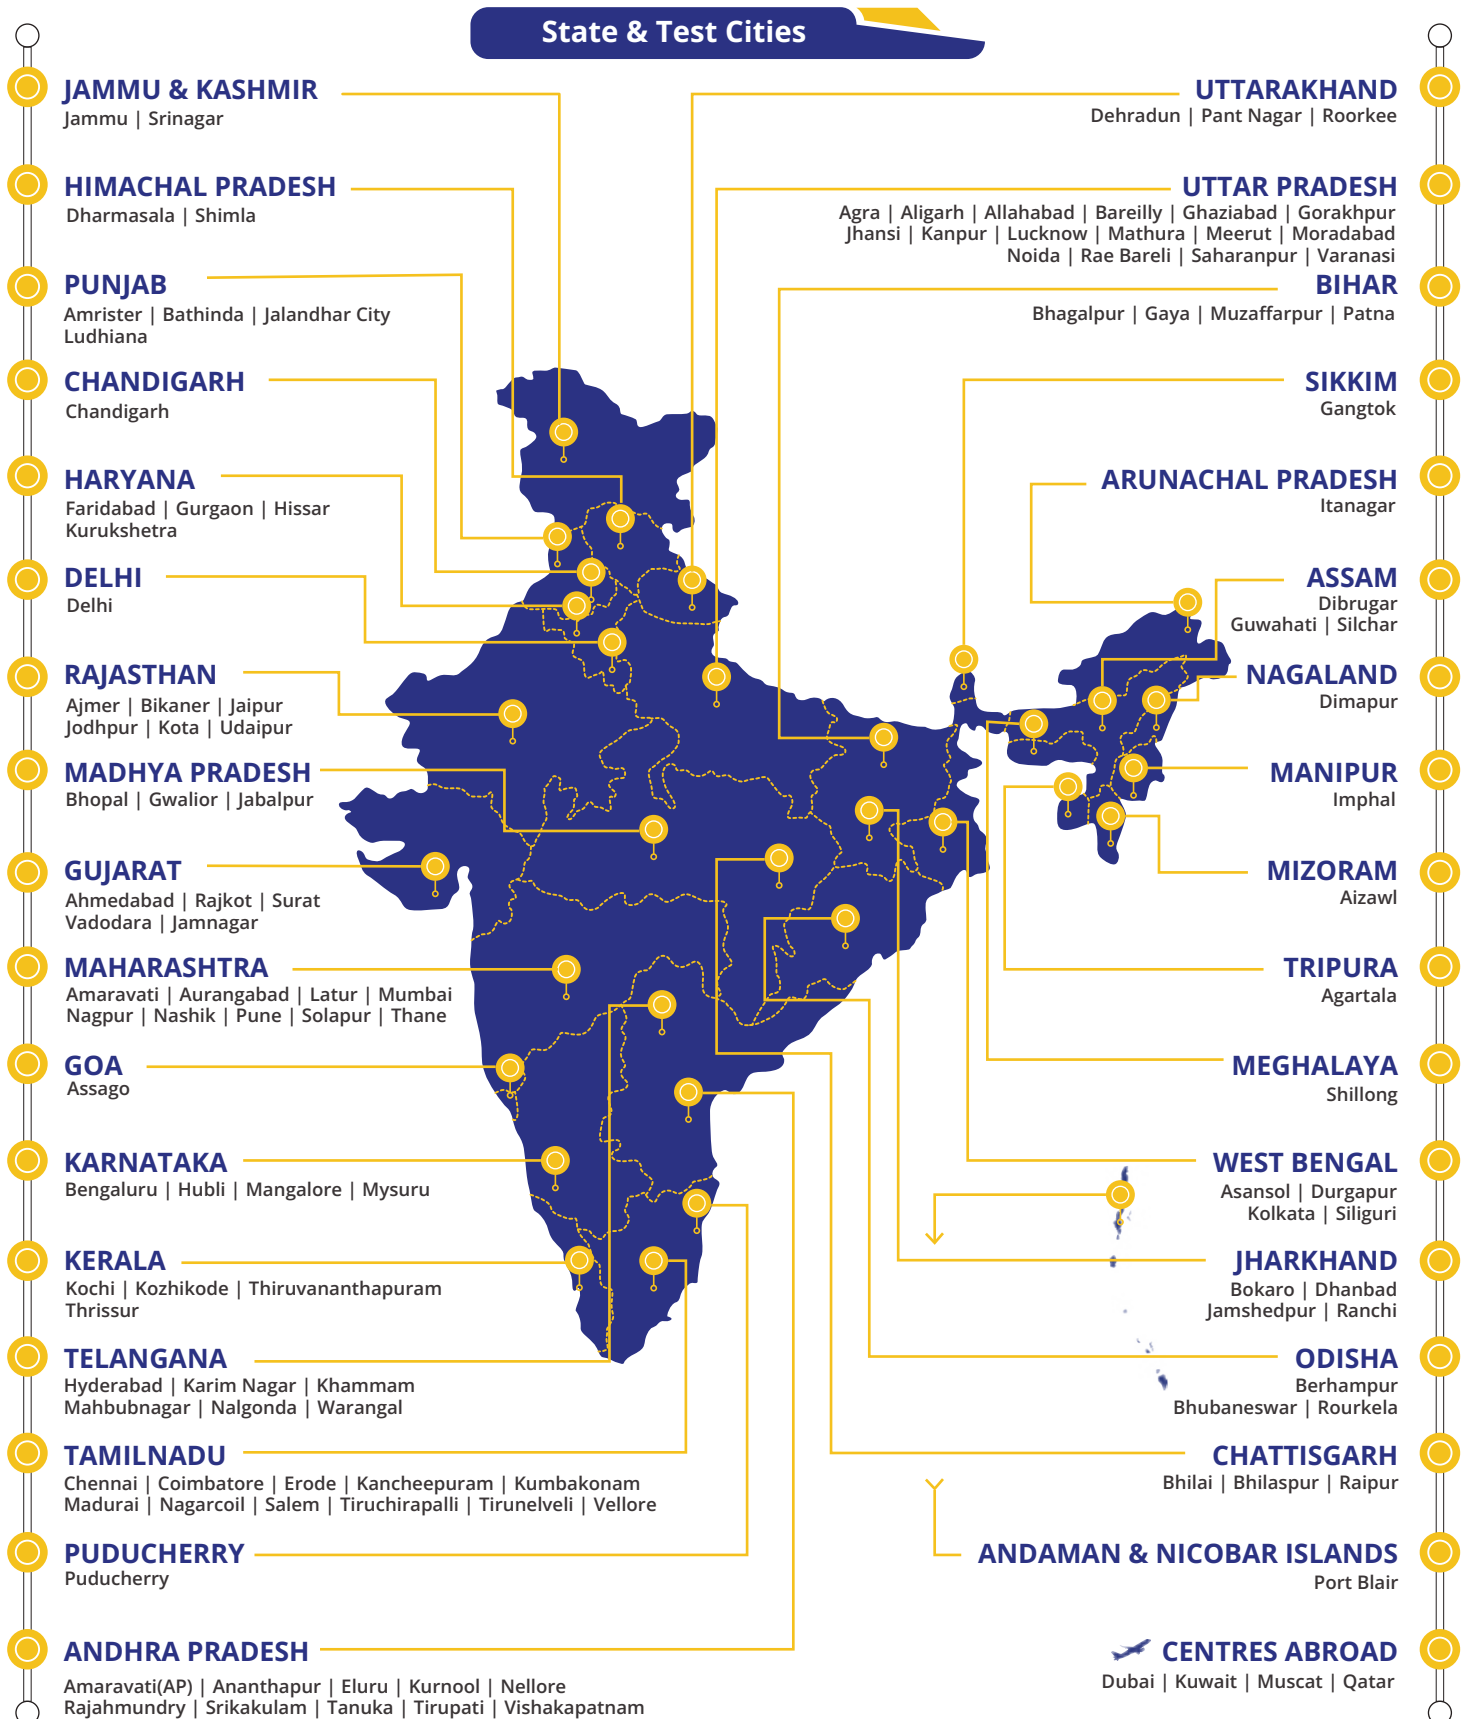 State & Test Cities
JAMMU & KASHMIR
Jammu | Srinagar
HIMACHAL PRADESH
Dharmasala | Shimla
PUNJAB
Amrister | Bathinda | Jalandhar City
Ludhiana
CHANDIGARH
Chandigarh
HARYANA
Faridabad | Gurgaon | Hissar
Kurukshetra
DELHI
Delhi
RAJASTHAN
Ajmer | Bikaner | Jaipur
Jodhpur | Kota | Udaipur
MADHYA PRADESH
Bhopal | Gwalior | Jabalpur
GUJARAT
Ahmedabad | Rajkot | Surat
Vadodara | Jamnagar
MAHARASHTRA
Amaravati | Aurangabad | Latur | Mumbai
Nagpur | Nashik | Pune | Solapur | Thane
GOA
Assago
KARNATAKA
Bengaluru | Hubli | Mangalore | Mysuru
KERALA
Kochi | Kozhikode | Thiruvananthapuram
Thrissur
TELANGANA
Hyderabad | Karim Nagar | Khammam
Mahbubnagar | Nalgonda | Warangal
TAMILNADU
Chennai | Coimbatore | Erode | Kancheepuram | Kumbakonam
Madurai | Nagarcoil | Salem | Tiruchirapalli | Tirunelveli | Vellore
PUDUCHERRY
Puducherry
ANDHRA PRADESH
Amaravati(AP) | Ananthapur | Eluru | Kurnool | Nellore
Rajahmundry | Srikakulam | Tanuka | Tirupati | Vishakapatnam
UTTARAKHAND
Dehradun | Pant Nagar | Roorkee
UTTAR PRADESH
Agra | Aligarh | Allahabad | Bareilly | Ghaziabad | Gorakhpur
Jhansi | Kanpur | Lucknow | Mathura | Meerut | Moradabad
Noida | Rae Bareli | Saharanpur | Varanasi
BIHAR
Bhagalpur | Gaya | Muzaffarpur | Patna
SIKKIM
Gangtok
ARUNACHAL PRADESH
Itanagar
ASSAM
Dibrugar
Guwahati | Silchar
NAGALAND
Dimapur
MANIPUR
Imphal
MIZORAM
Aizawl
TRIPURA
Agartala
MEGHALAYA
Shillong
WEST BENGAL
Asansol | Durgapur
Kolkata | Siliguri
JHARKHAND
Bokaro | Dhanbad
Jamshedpur | Ranchi
ODISHA
Berhampur
Bhubaneswar | Rourkela
CHATTISGARH
Bhilai | Bhilaspur | Raipur
ANDAMAN & NICOBAR ISLANDS
Port Blair
CENTRES ABROAD
Dubai | Kuwait | Muscat | Qatar